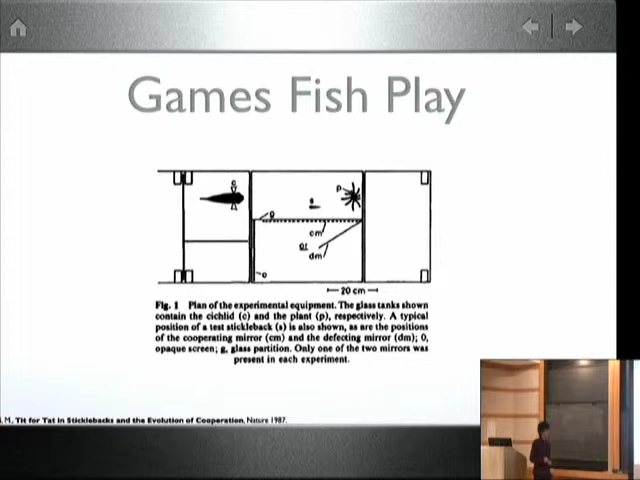 Games Fish Play
c
s
p
g
cm
or
dm
o
20 cm
Fig. 1 Plan of the experimental equipment. The glass tanks shown
contain the cichlid (c) and the plant (p), respectively. A typical
position of a test stickleback (s) is also shown, as are the positions
of the cooperating mirror (cm) and the defecting mirror (dm); O,
opaque screen; g, glass partition. Only one of the two mirrors was
present in each experiment.
, M., Tit for Tat in Sticklebacks and the Evolution of Cooperation, Nature 1987.